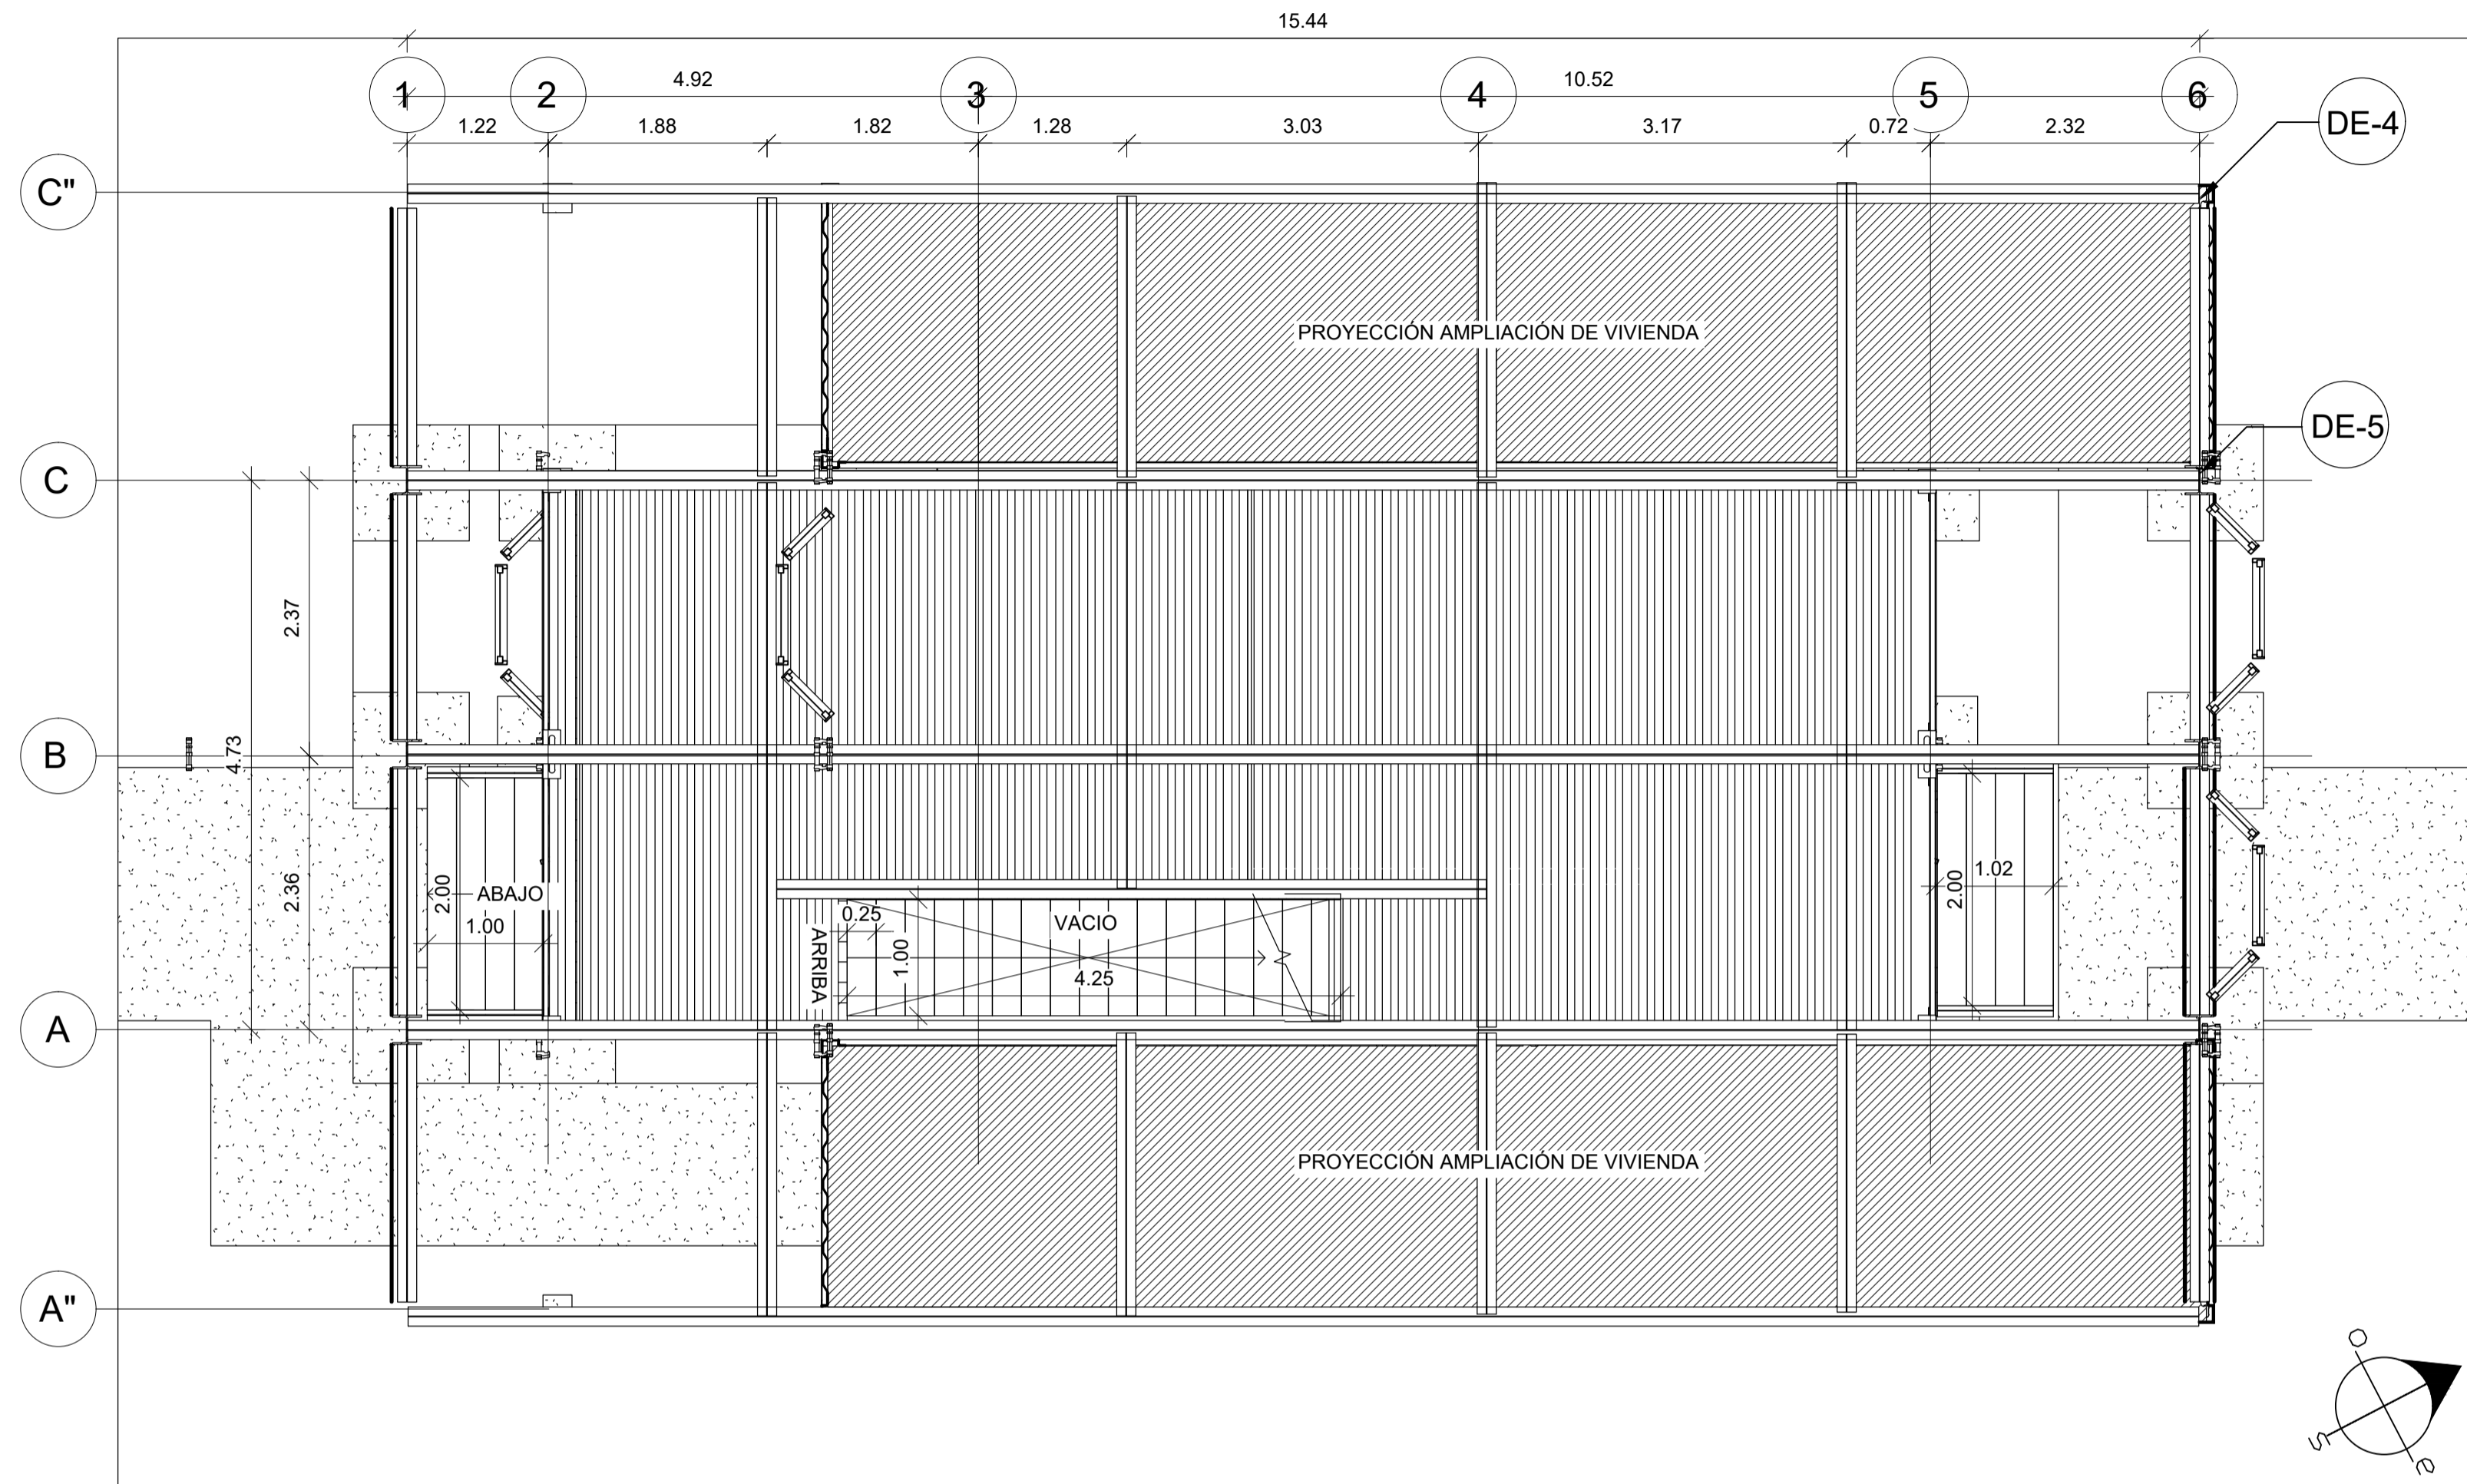 15.44
1
2
4.92
3
4
10.52
5
6
DE-4
1.22
1.88
1.82
1.28
3.03
3.17
0.72
2.32
C"
PROYECCIÓN AMPLIACIÓN DE VIVIENDA
DE-5
C
2.37
B
4.73
2.36
2.00
ABAJO
1.00
0.25
ARRIBA
1.00
VACIO
4.25
2.00
1.02
A
PROYECCIÓN AMPLIACIÓN DE VIVIENDA
A"
O
S
e